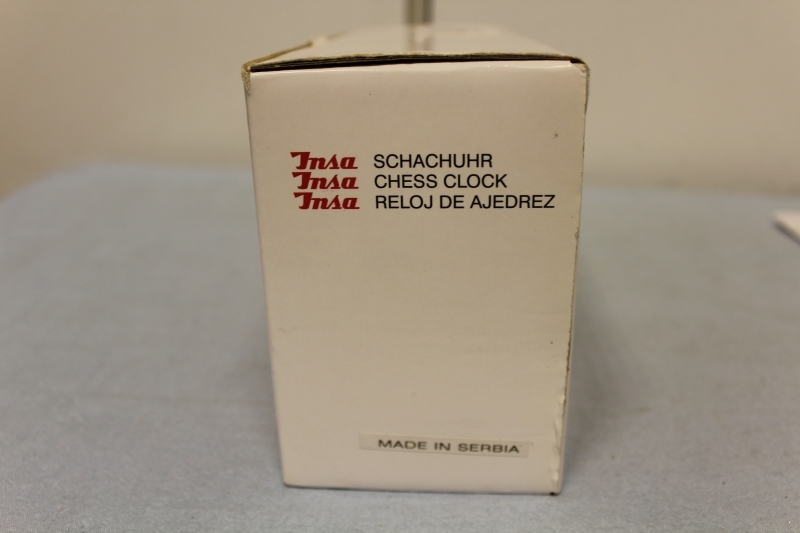 Insa SCHACHUHR
Insa CHESS CLOCK
Insa RELOJ DE AJEDREZ
MADE IN SERBIA